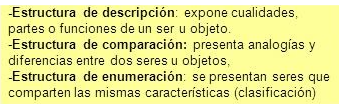 -Estructura de descripción: expone cualidades,
partes o funciones de un ser u objeto.
-Estructura de comparación: presenta analogías y
diferencias entre dos seres u objetos,
-Estructura de enumeración: se presentan seres que
comparten las mismas características (clasificación)